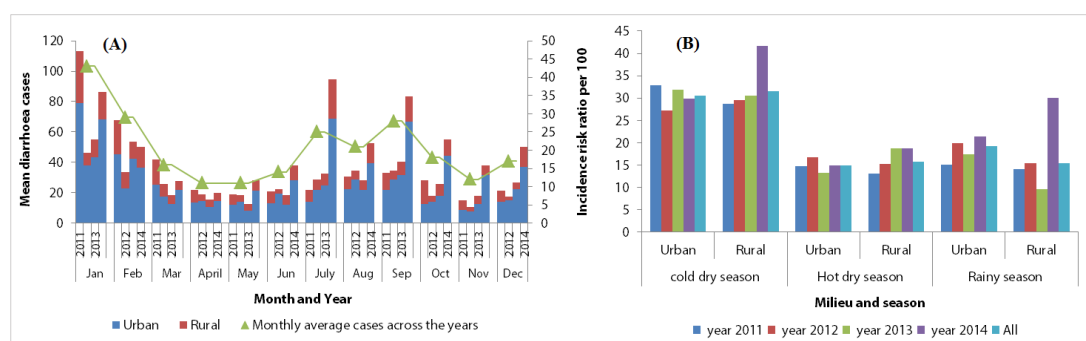 (A)
Mean diarrhoea cases
120
100
80
60
40
20
0
50
45
40
35
30
25
20
15
10
5
0
2011 2013 2012 2014 2011 2013 2012 2014 2011 2013 2012 2014 2011 2013 2012 2014 2011 2013 2012 2014 2011 2013 2012 2014
Jan Feb Mar April May Jun July Aug Sep Oct Nov Dec
Month and Year
Urban Rural Monthly average cases across the years
(B)
Incidence risk ratio per 100
45
40
35
30
25
20
15
10
5
0
Urban Rural Urban Rural Urban Rural
cold dry season Hot dry season Rainy season
Milieu and season
year 2011 year 2012 year 2013 year 2014 All